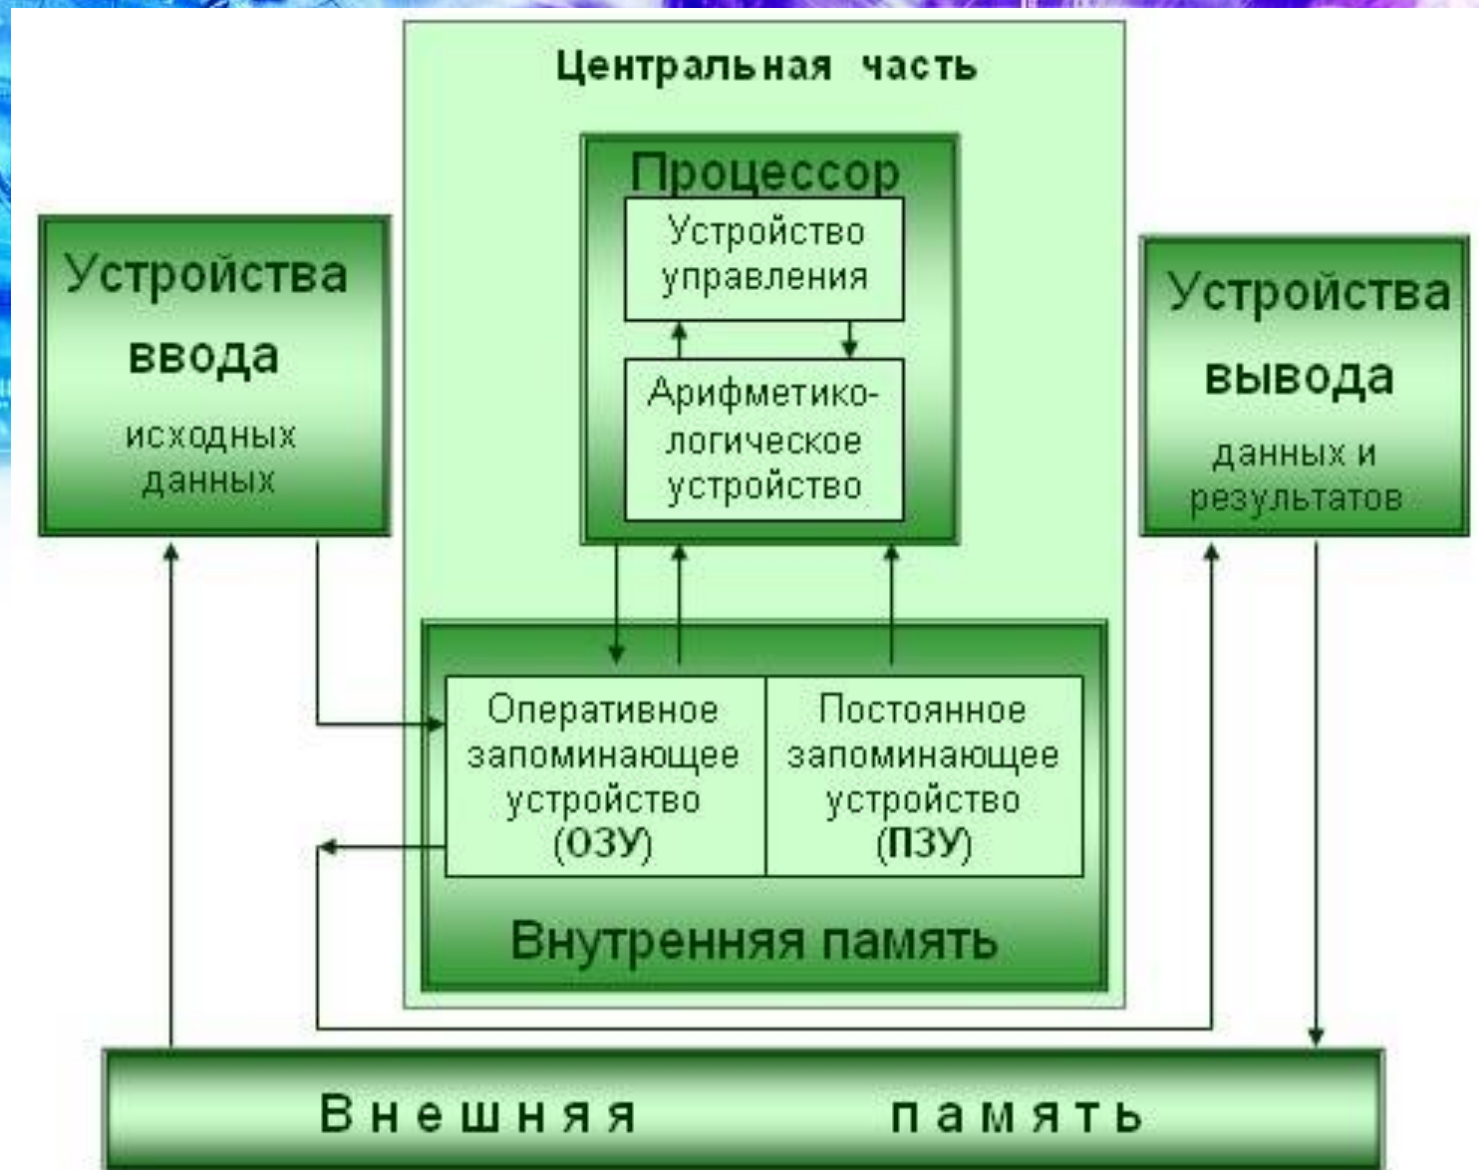 Центральная часть
Процессор
Устройство
управления
Арифметико-
логическое
устройство
Устройства
ввода
исходных
данных
Устройства
вывода
данных и
результатов
Оперативное
запоминающее
устройство
(ОЗУ)
Постоянное
запоминающее
устройство
(ПЗУ)
Внутренняя память
Внешняя память